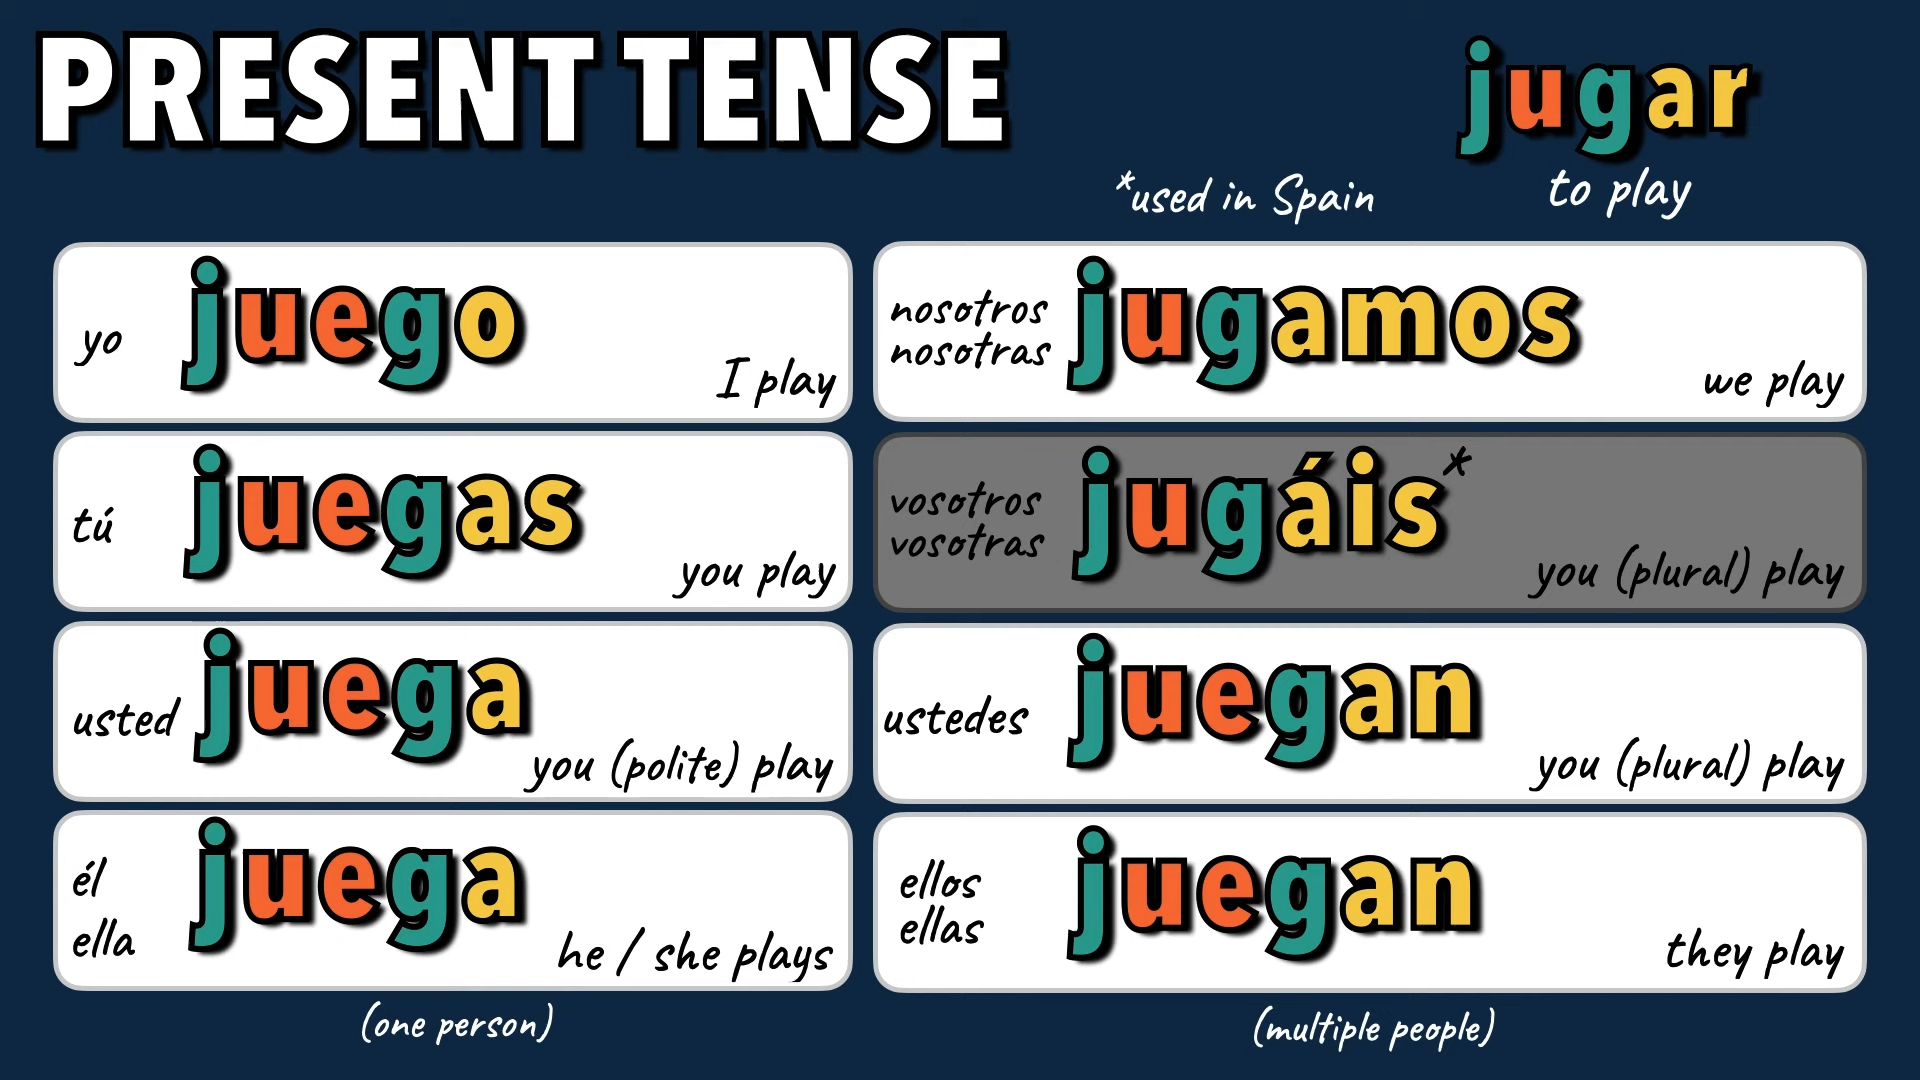 PRESENT TENSE
jugar
to play
*used in Spain
yo
juego
I play
tú
juegas
you play
usted
juega
you (polite) play
él
ella
juega
he / she plays
(one person)
nosotros
nosotras
jugamos
we play
vosotros
vosotras
jugáis*
you (plural) play
ustedes
juegan
you (plural) play
ellos
ellas
juegan
they play
(multiple people)